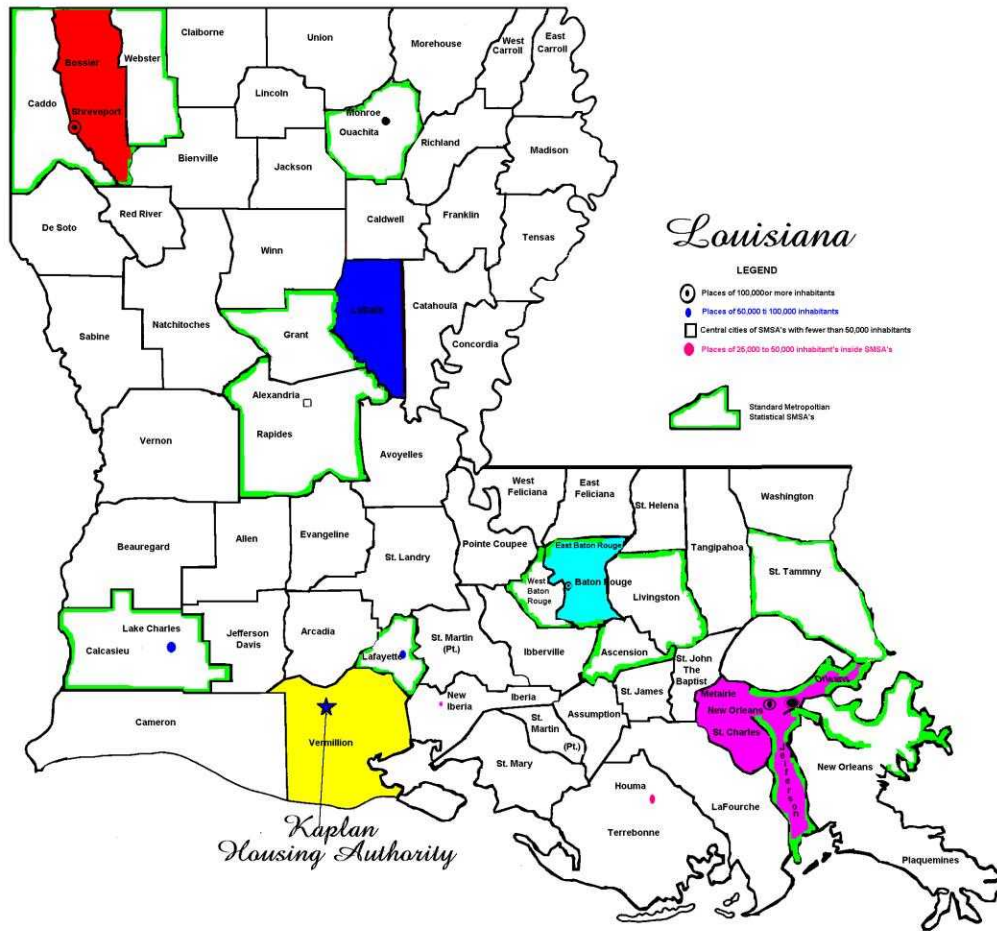 Claiborne
Union
Morehouse
West
Carroll
East
Carroll
Bossier
Webster
Caddo
Shreveport
Lincoln
Monroe
Ouachita
Richland
Madison
Bienville
Jackson
Red River
De Soto
Caldwell
Franklin
Tensas
Winn
Louisiana
LEGEND
Places of 100,000or more inhabitants
Places of 50,000 ti 100,000 inhabitants
Central cities of SMSA's with fewer than 50,000 inhabitants
Places of 25,000 to 50,000 inhabitant's inside SMSA's
Standard Metropoltian
Statistical SMSA's
Natchitoches
Sabine
Grant
Catahoula
Concordia
Alexandria
Rapides
Vernon
Avoyelles
West
Feliciana
East
Feliciana
St. Helena
Washington
Beauregard
Allen
Evangeline
St. Landry
Pointe Coupee
East Baton Rouge
Tangipahoa
St. Tammny
West
Baton
Rouge
Baton Rouge
Livingston
Lake Charles
Calcasieu
Jefferson
Davis
Arcadia
Lafayette
St. Martin
(Pt.)
Ibberville
Ascension
St. John
The
Baptist
St. James
Orleans
Metairie
New Orleans
St. Charles
Jefferson
New Orleans
Cameron
Vermillion
New
Iberia
Iberia
St.
Martin
(Pt.)
Assumption
St. Mary
Houma
Terrebonne
LaFourche
Plaquemines
Kaplan
Housing Authority